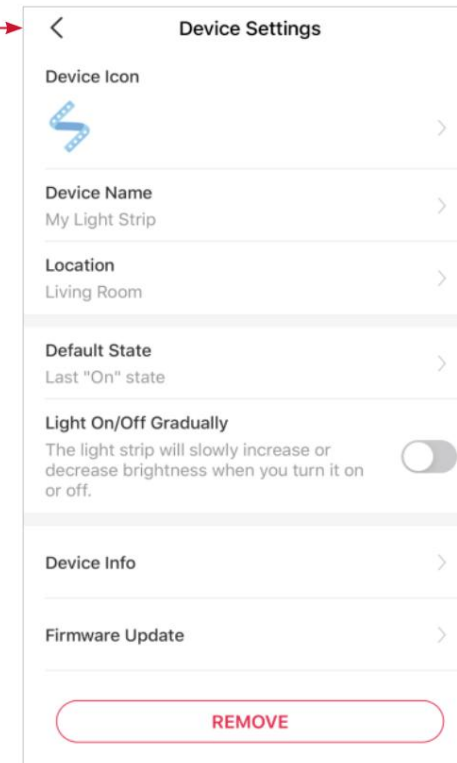 Device Settings
Device Icon
Device Name
My Light Strip
Location
Living Room
Default State
Last "On" state
Light On/Off Gradually
The light strip will slowly increase or
decrease brightness when you turn it on
or off.
Device Info
Firmware Update
REMOVE